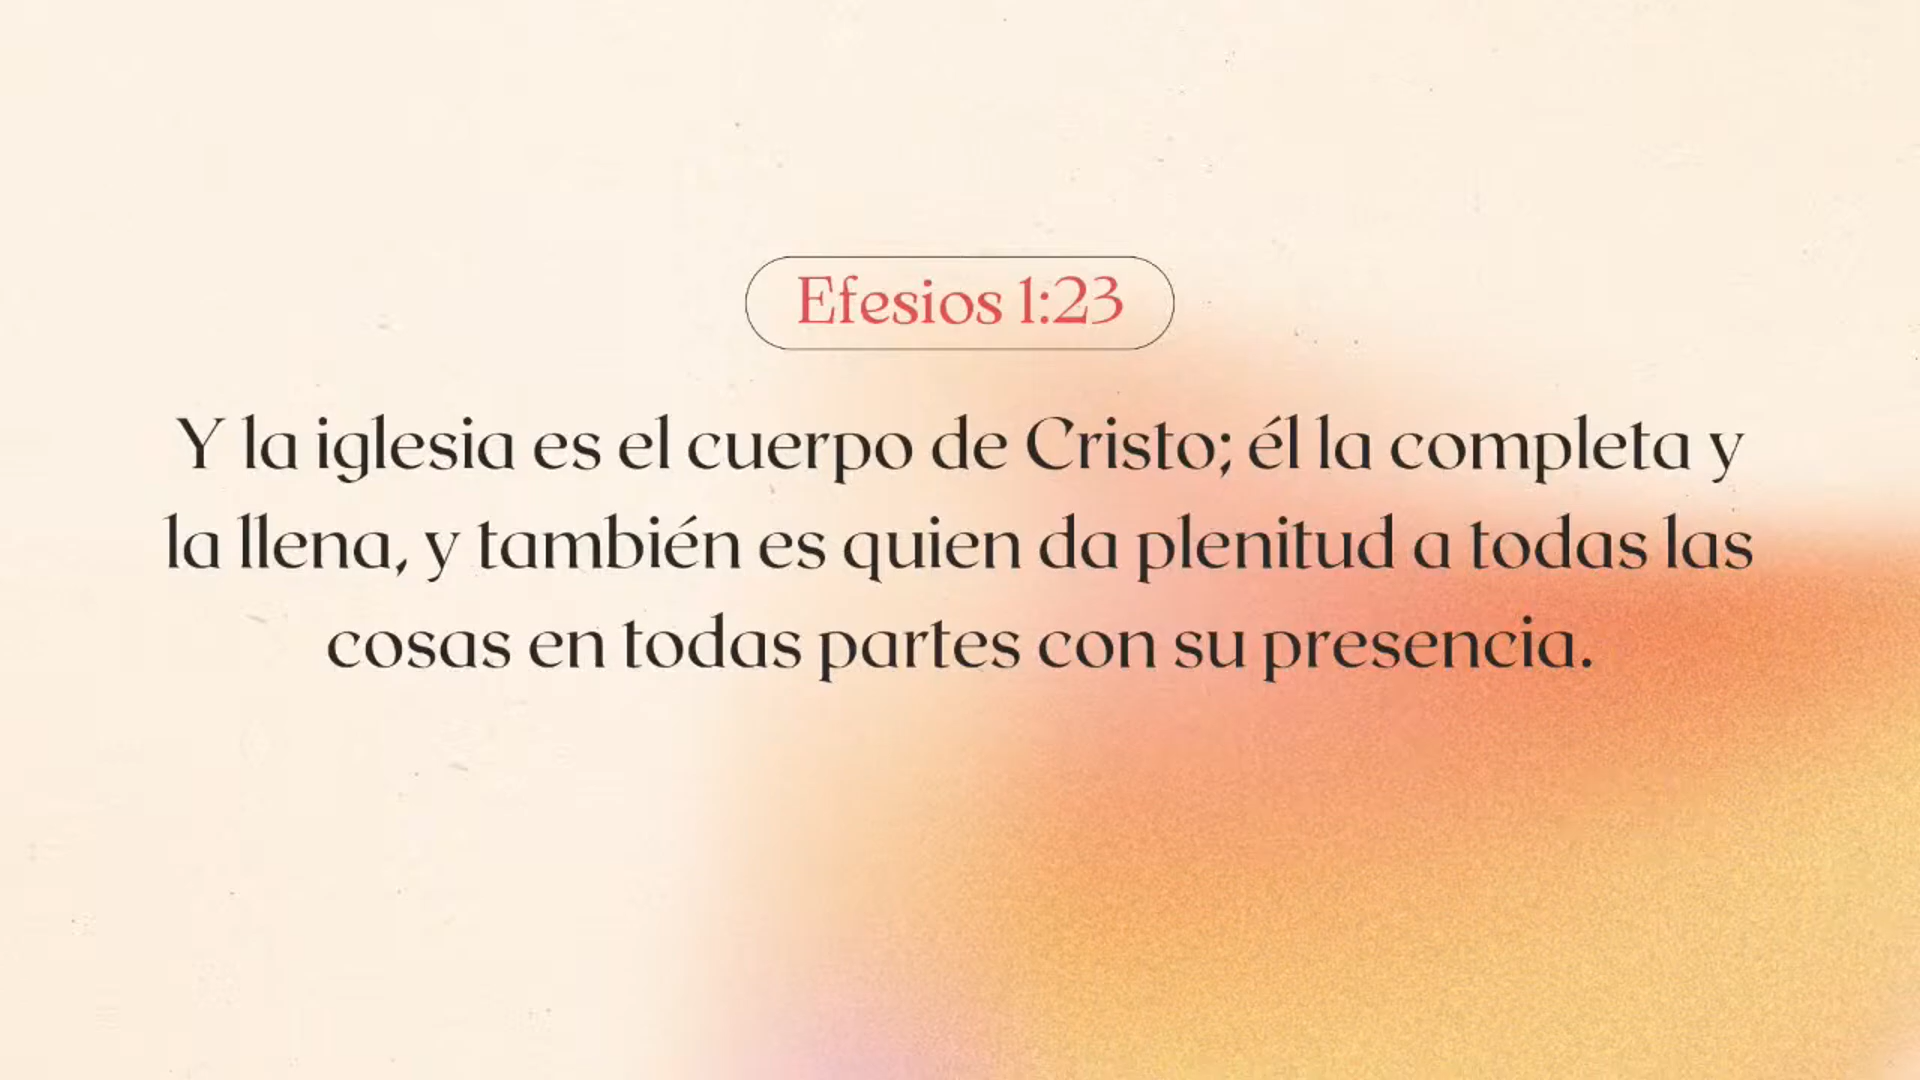 Efesios 1:23
Y la iglesia es el cuerpo de Cristo; él la completa y
la llena, y también es quien da plenitud a todas las
cosas en todas partes con su presencia.